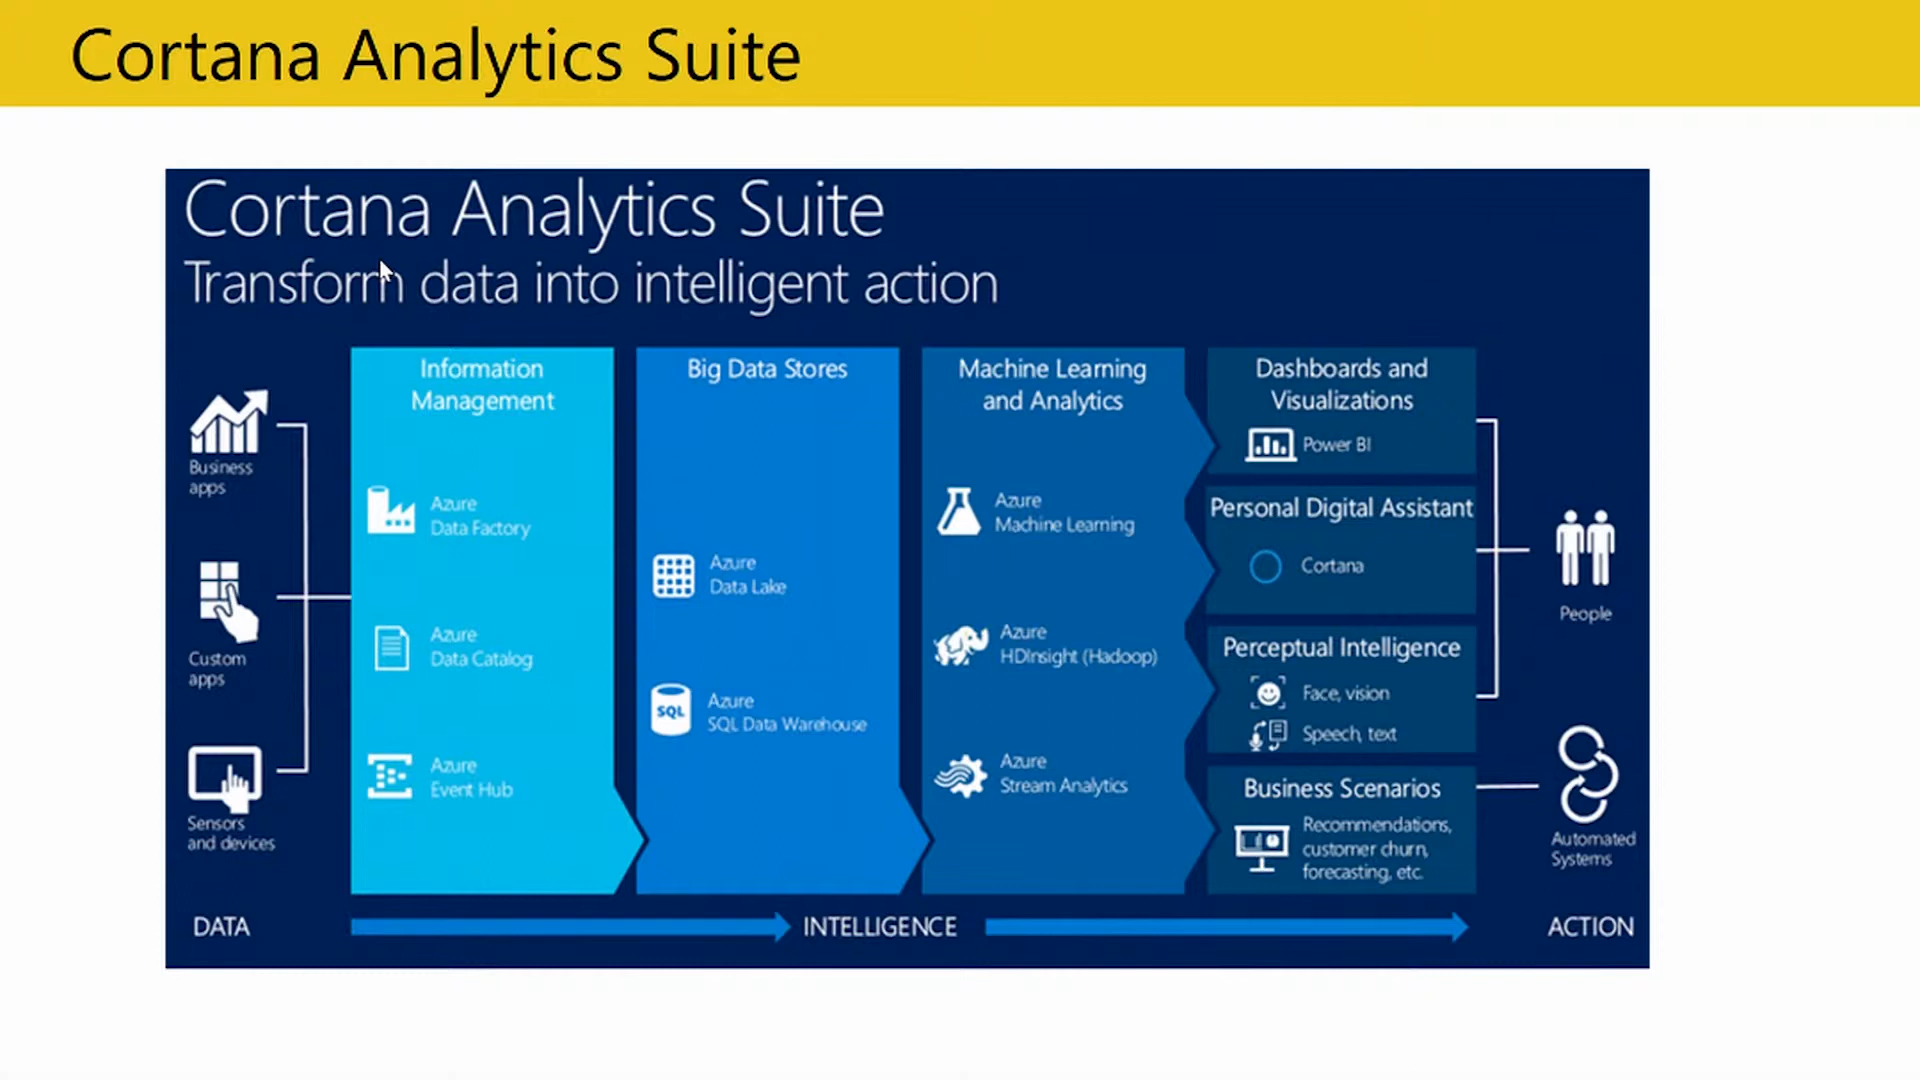 Cortana Analytics Suite
Cortana Analytics Suite
Transform data into intelligent action
Business
apps
Custom
apps
Sensors
and devices
Information
Management
Azure
Data Factory
Azure
Data Catalog
Azure
Event Hub
Big Data Stores
Azure
Data Lake
SQL
Azure
SQL Data Warehouse
Machine Learning
and Analytics
Azure
Machine Learning
Azure
HDInsight (Hadoop)
Azure
Stream Analytics
Dashboards and
Visualizations
Power BI
Personal Digital Assistant
Cortana
Perceptual Intelligence
Face, vision
Speech, text
Business Scenarios
Recommendations,
customer churn,
forecasting, etc.
People
Automated
Systems
DATA
INTELLIGENCE
ACTION